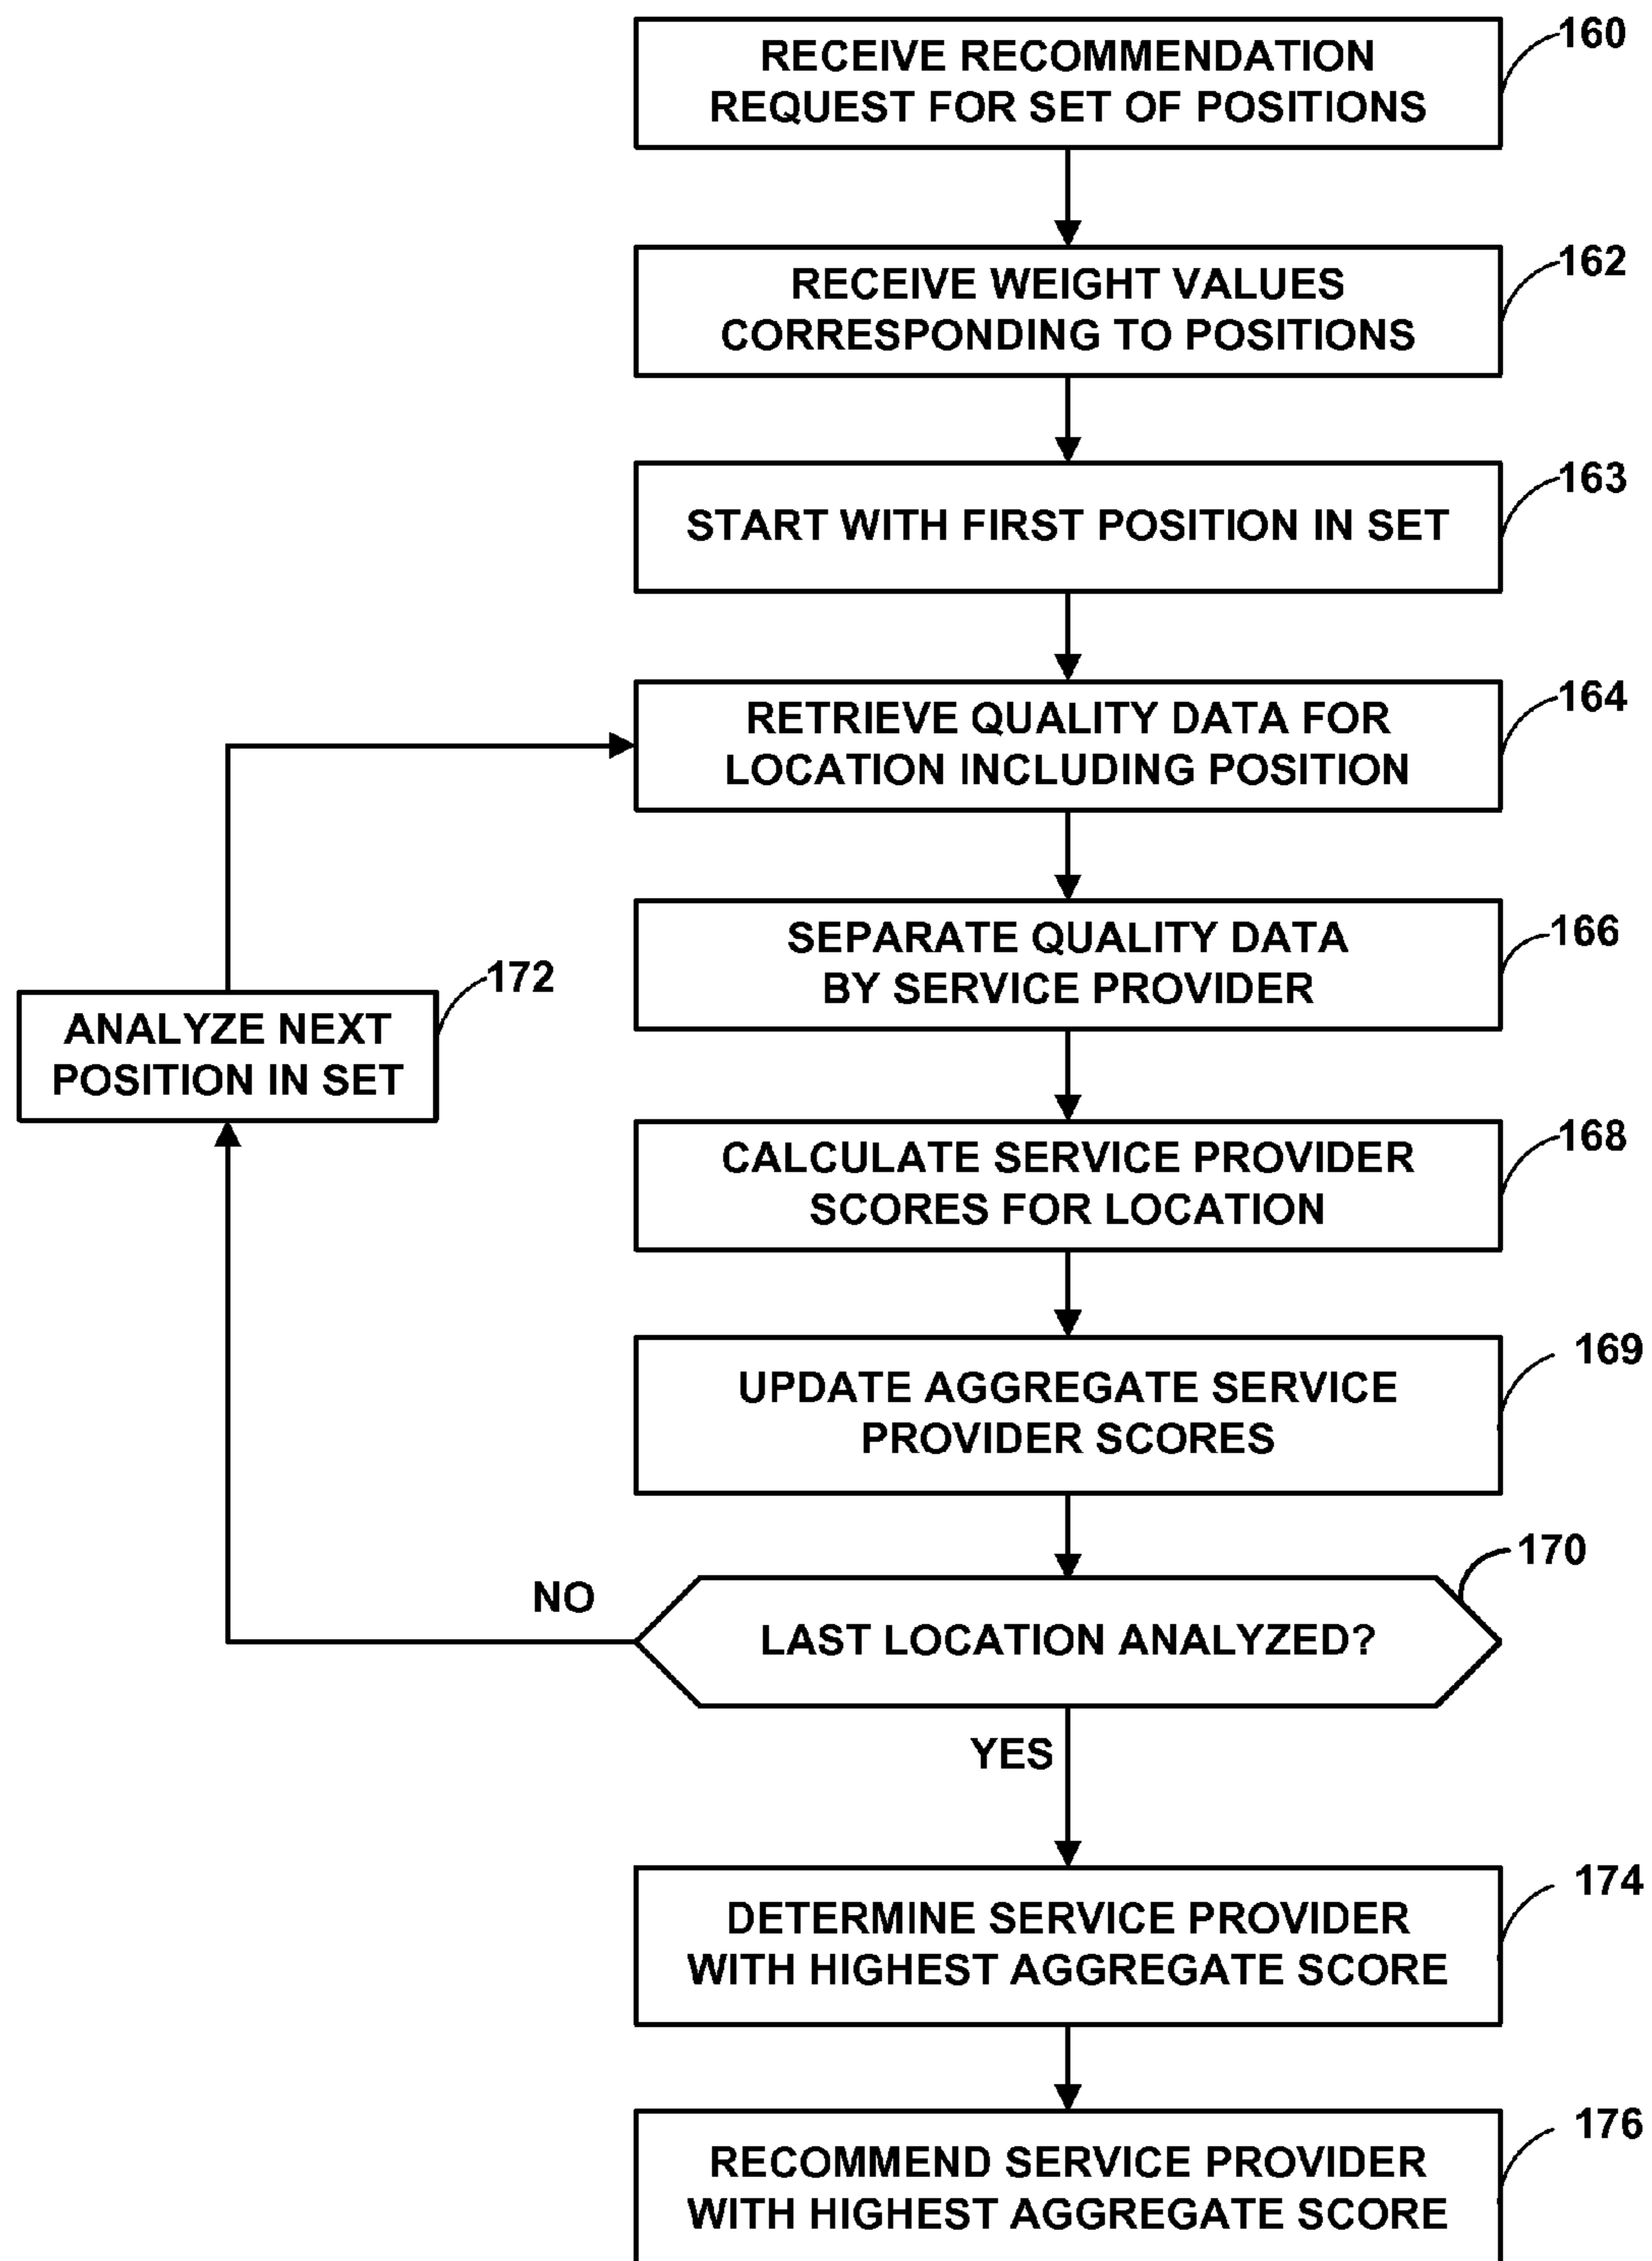 RECEIVE RECOMMENDATION
REQUEST FOR SET OF POSITIONS
160
RECEIVE WEIGHT VALUES
CORRESPONDING TO POSITIONS
162
START WITH FIRST POSITION IN SET
163
RETRIEVE QUALITY DATA FOR
LOCATION INCLUDING POSITION
164
SEPARATE QUALITY DATA
BY SERVICE PROVIDER
166
ANALYZE NEXT
POSITION IN SET
172
CALCULATE SERVICE PROVIDER
SCORES FOR LOCATION
168
UPDATE AGGREGATE SERVICE
PROVIDER SCORES
169
LAST LOCATION ANALYZED?
170
NO
YES
DETERMINE SERVICE PROVIDER
WITH HIGHEST AGGREGATE SCORE
174
RECOMMEND SERVICE PROVIDER
WITH HIGHEST AGGREGATE SCORE
176